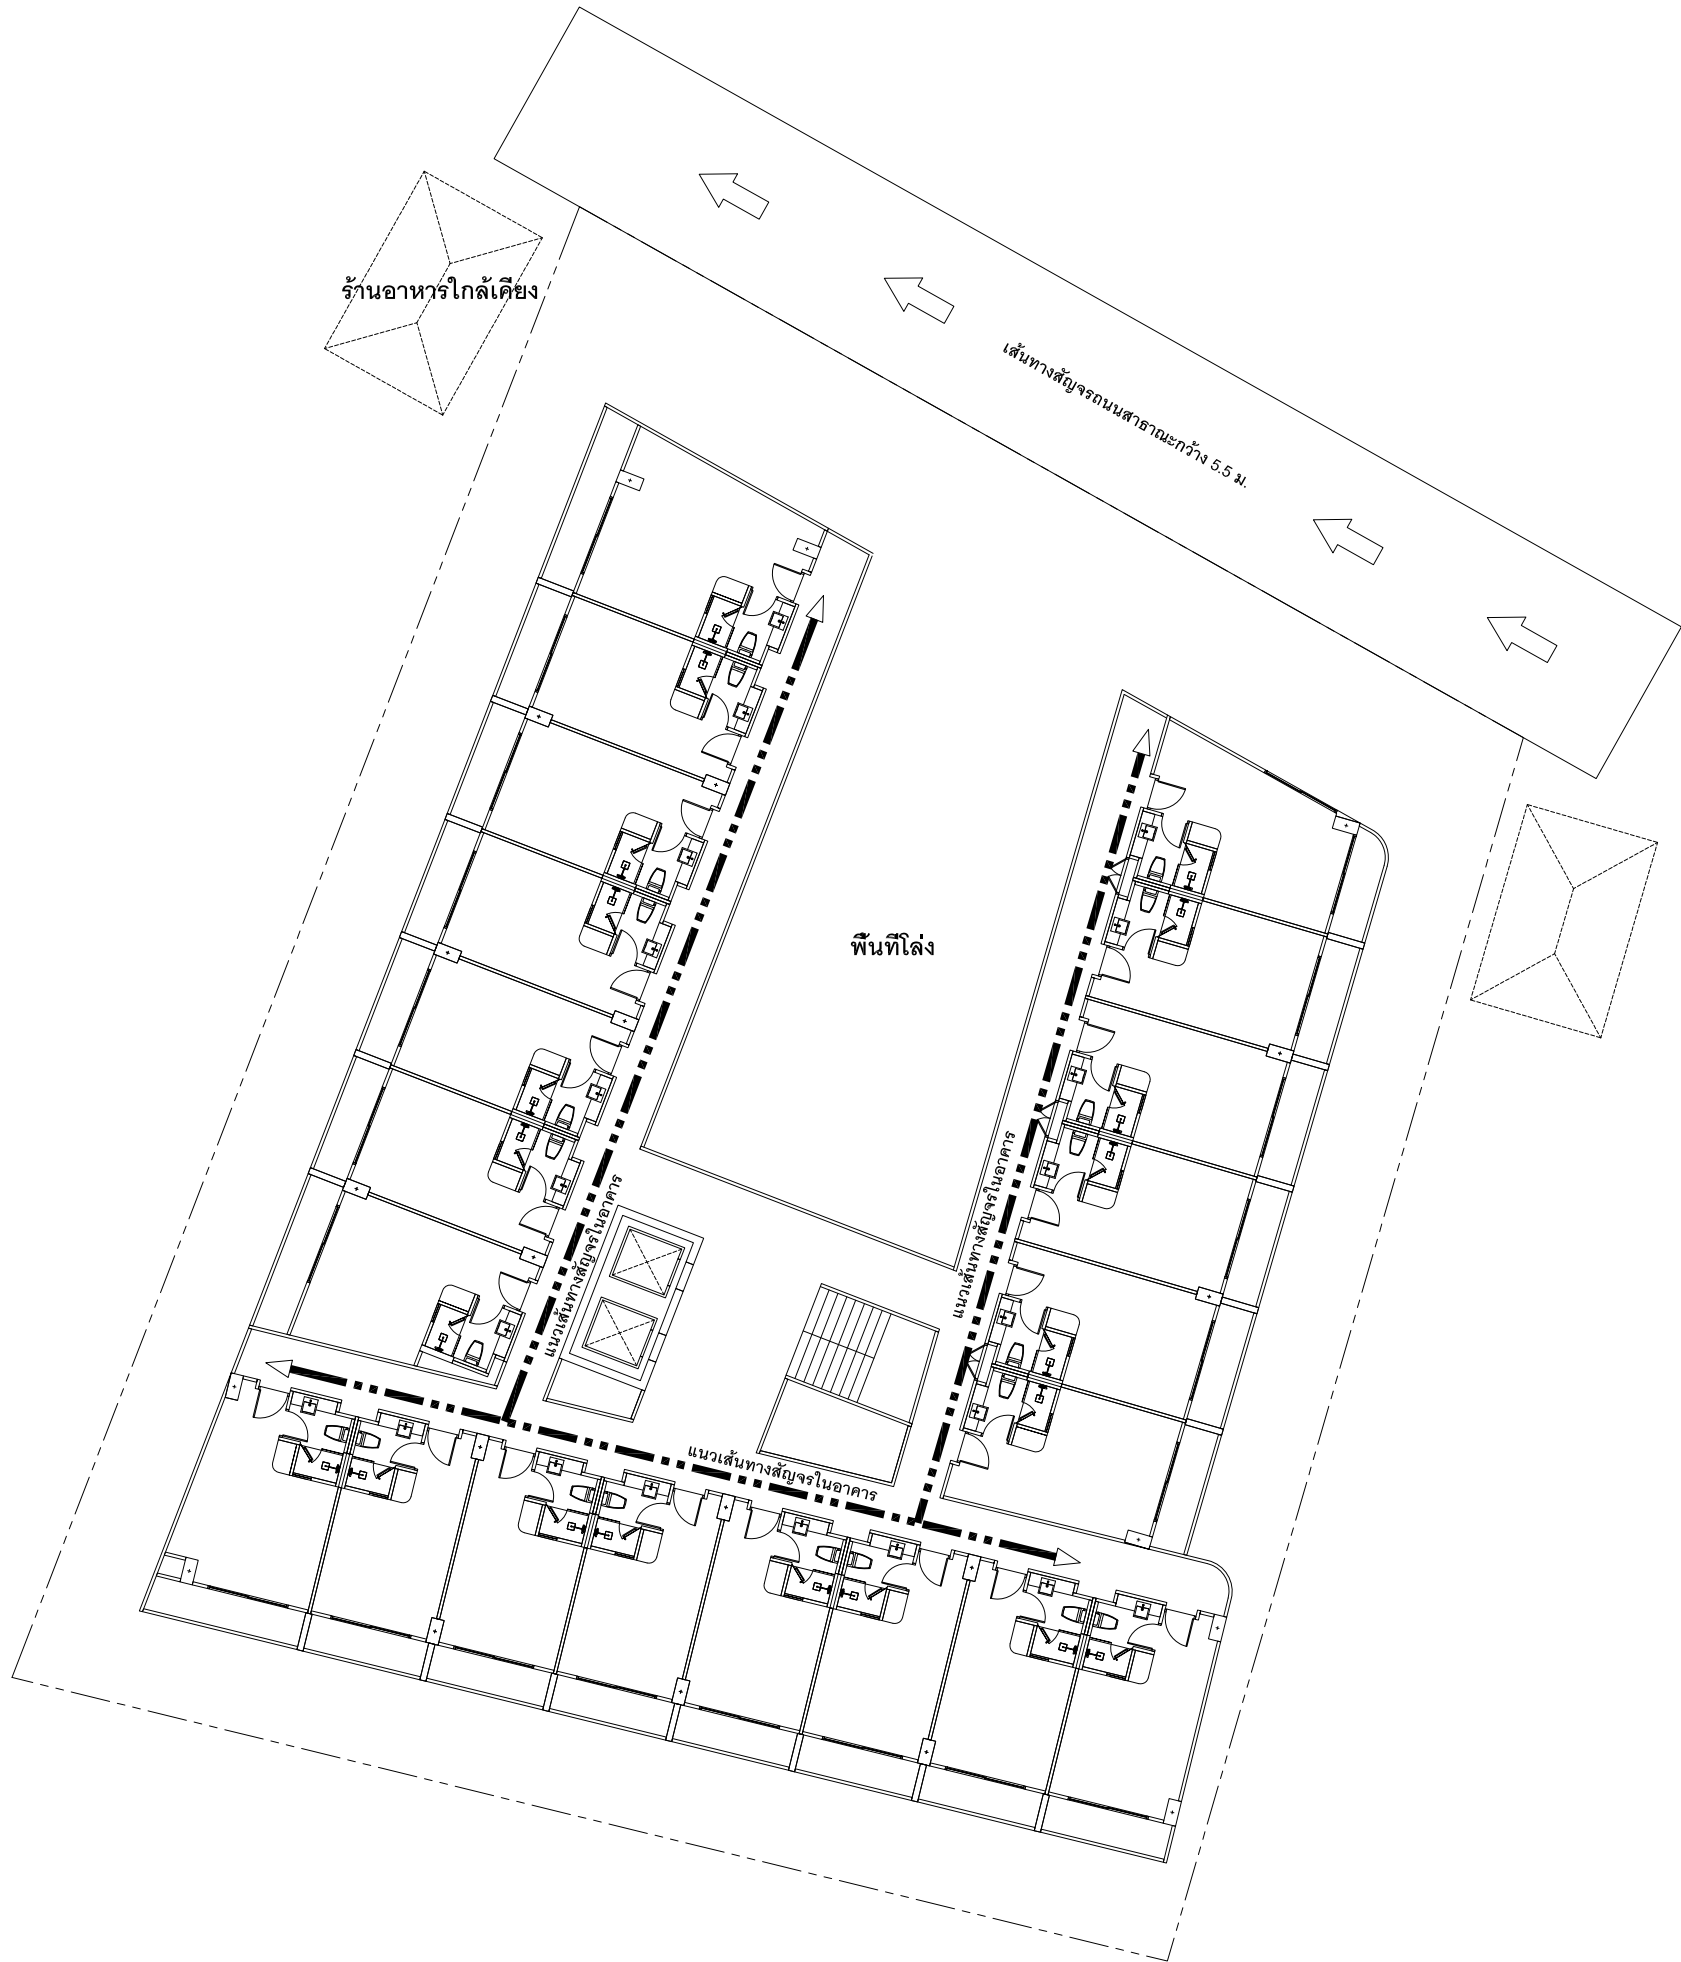 ร้านอาหารใกล้เคียง
เส้นทางสัญจรถนนสาธาณะกว้าง 5.5 ม.
พื้นที่โล่ง
แนวเส้นทางสัญจรในอาคาร
แนวเส้นทางสัญจรในอาคาร
แนวเส้นทางสัญจรในอาคาร